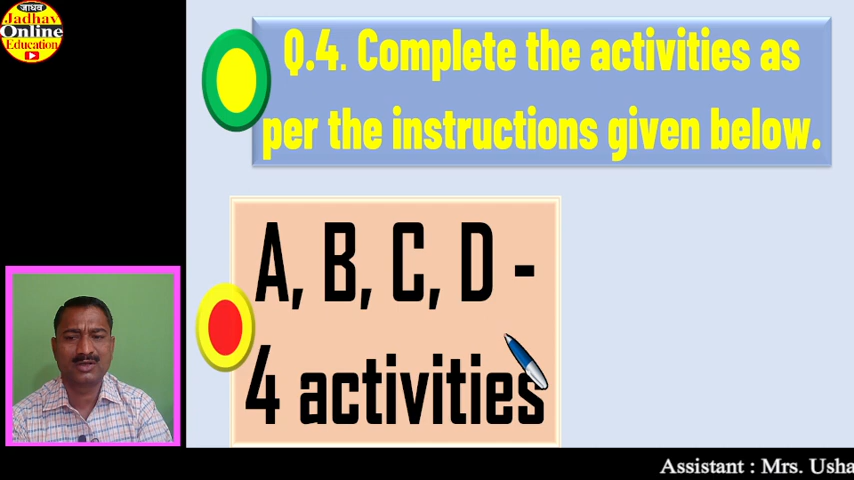 जाधव
Jadhav
Online
Education
Q.4. Complete the activities as
per the instructions given below.
A, B, C, D -
4 activities
Assistant : Mrs. Usha